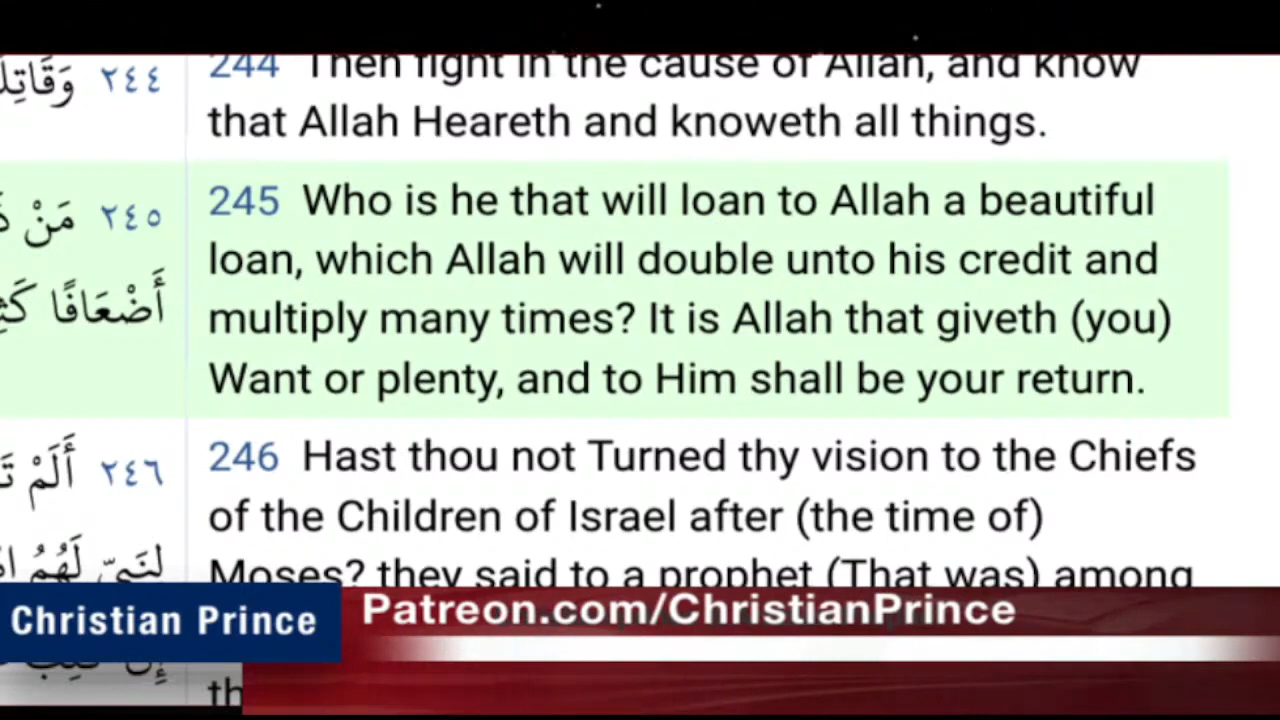 244 Then fight in the cause of Allah, and know
that Allah Heareth and knoweth all things.
٢٤٤
245 Who is he that will loan to Allah a beautiful
loan, which Allah will double unto his credit and
multiply many times? It is Allah that giveth (you)
Want or plenty, and to Him shall be your return.
٢٤٥ مَنْ
246 Hast thou not Turned thy vision to the Chiefs
of the Children of Israel after (the time of)
Moses? they said to a prophet (That was) among
٢٤٦ أَلَمْ
th
Christian Prince
Patreon.com/ChristianPrince